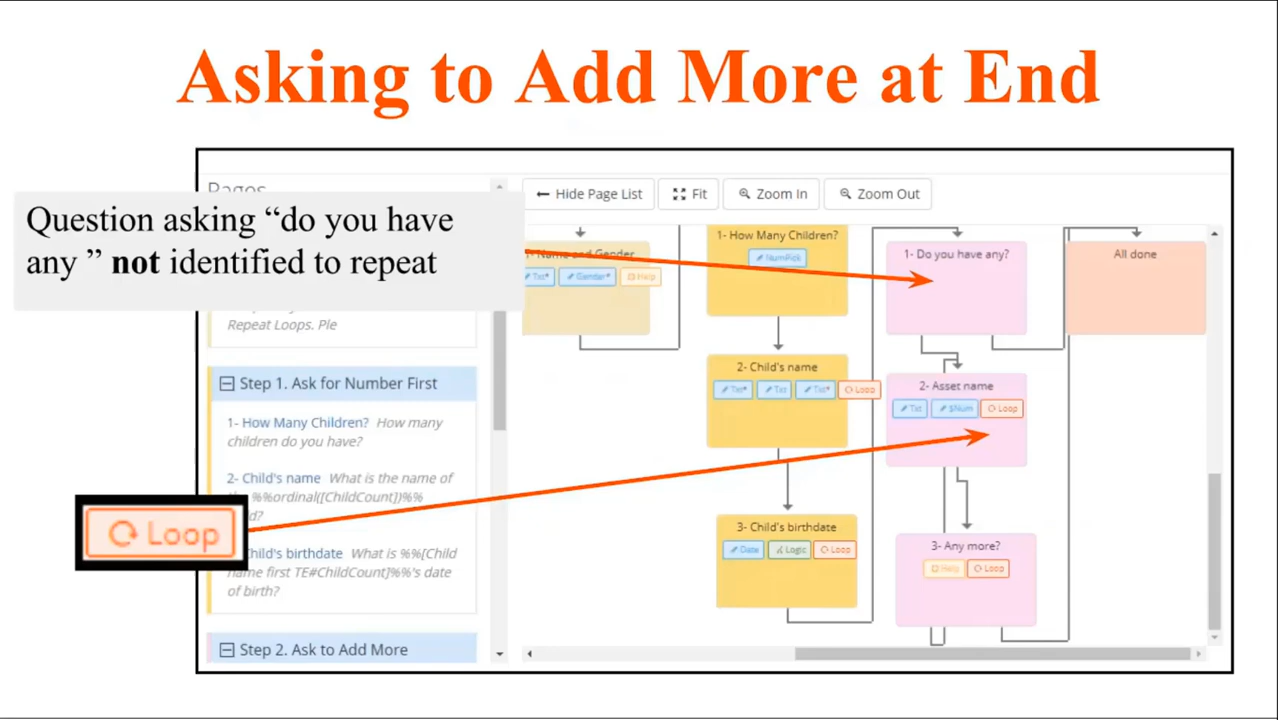 Asking to Add More at End
Pages
Hide Page List
Fit
Zoom In
Zoom Out
Question asking “do you have
any ” not identified to repeat
Repeat Loops. Ple
Step 1. Ask for Number First
1- How Many Children? How many
children do you have?
2- Child's name What is the name of
%%ordinal([ChildCount])%%
Child's birthdate What is %%[Child
name first TE#ChildCount]%%'s date
of birth?
Step 2. Ask to Add More
Loop
Name and Gender
Txt*
Gender*
Help
1- How Many Children?
NumPick
2- Child's name
Txt*
Txt
Txt*
Loop
3- Child's birthdate
Date
Logic
Loop
1- Do you have any?
2- Asset name
Txt
$Num
Loop
3- Any more?
Help
Loop
All done